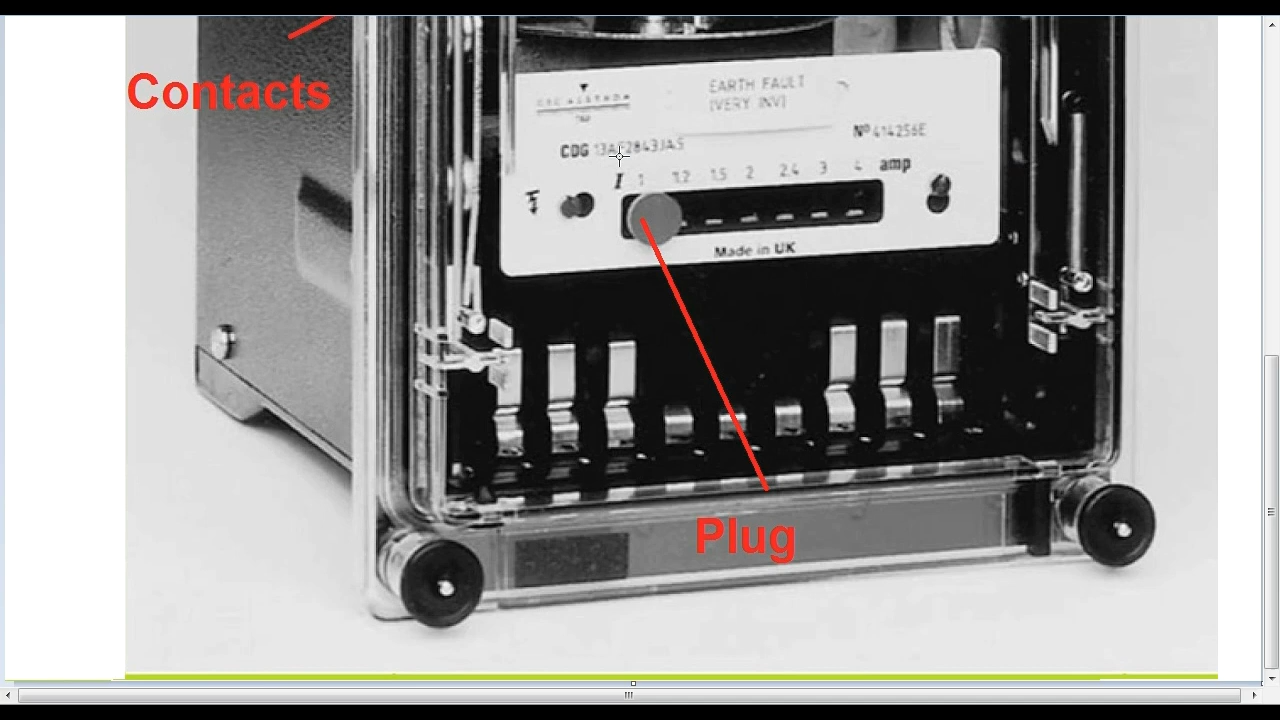 Contacts
EARTH FAULT
(VERY INV)
Nº 414256E
CDG
I 1 1.2 1.5 2 2.4 3 4 amp
Made in UK
Plug